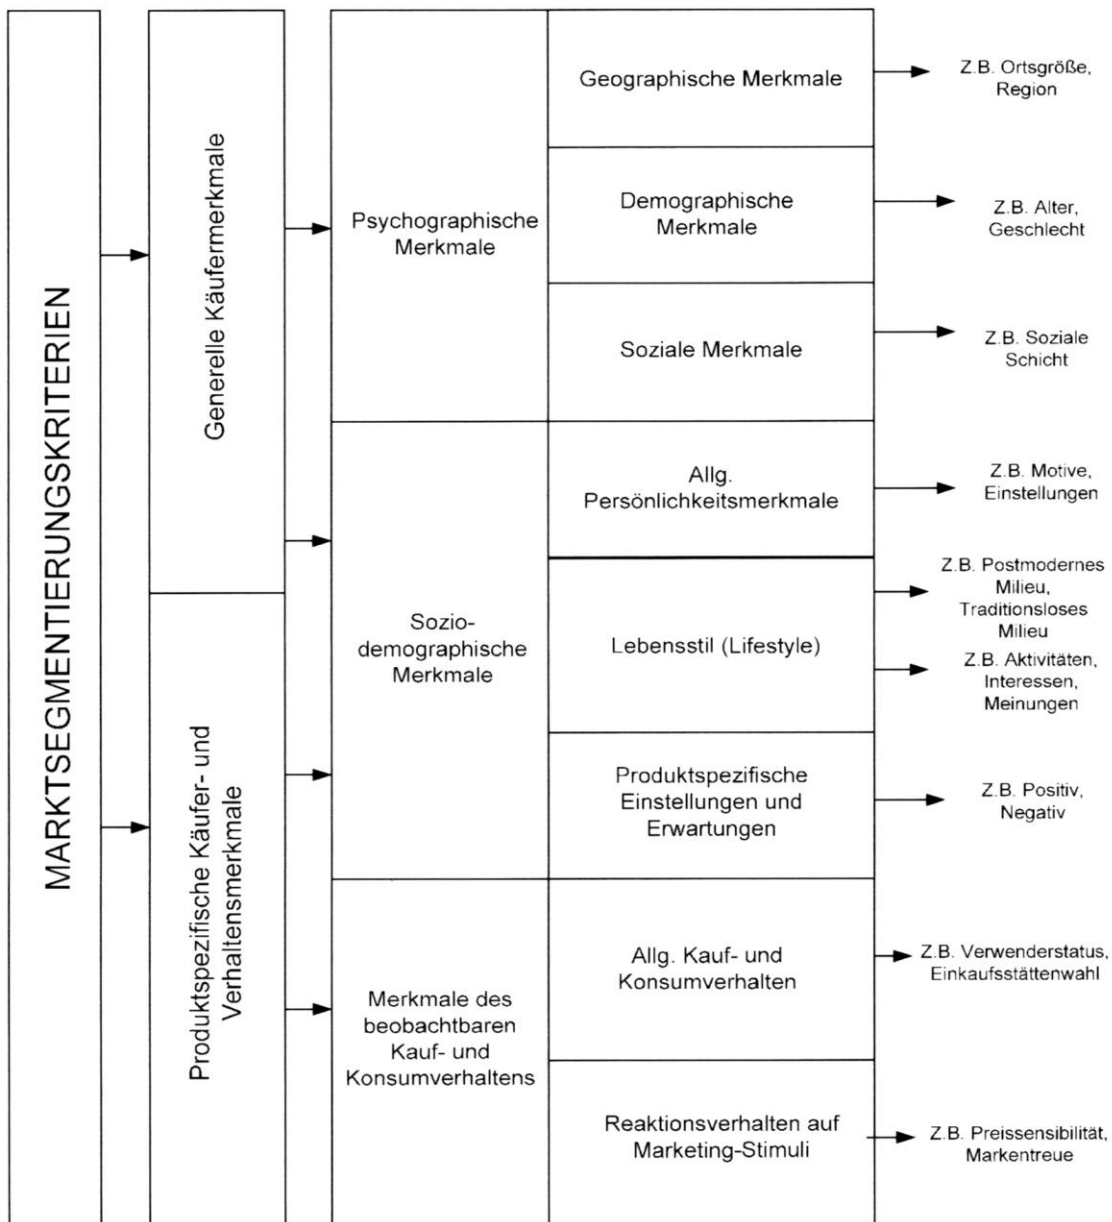 MARKTSEGMENTIERUNGSKRITERIEN
Generelle Käufermerkmale
Produktspezifische Käufer- und
Verhaltensmerkmale
Psychographische
Merkmale
Sozio-
demographische
Merkmale
Merkmale des
beobachtbaren
Kauf- und
Konsumverhaltens
Geographische Merkmale
Z.B. Ortsgröße,
Region
Demographische
Merkmale
Z.B. Alter,
Geschlecht
Soziale Merkmale
Z.B. Soziale
Schicht
Allg.
Persönlichkeitsmerkmale
Z.B. Motive,
Einstellungen
Lebensstil (Lifestyle)
Z.B. Postmodernes
Milieu,
Traditionsloses
Milieu
Z.B. Aktivitäten,
Interessen,
Meinungen
Produktspezifische
Einstellungen und
Erwartungen
Z.B. Positiv,
Negativ
Allg. Kauf- und
Konsumverhalten
Z.B. Verwenderstatus,
Einkaufsstättenwahl
Reaktionsverhalten auf
Marketing-Stimuli
Z.B. Preissensibilität,
Markentreue